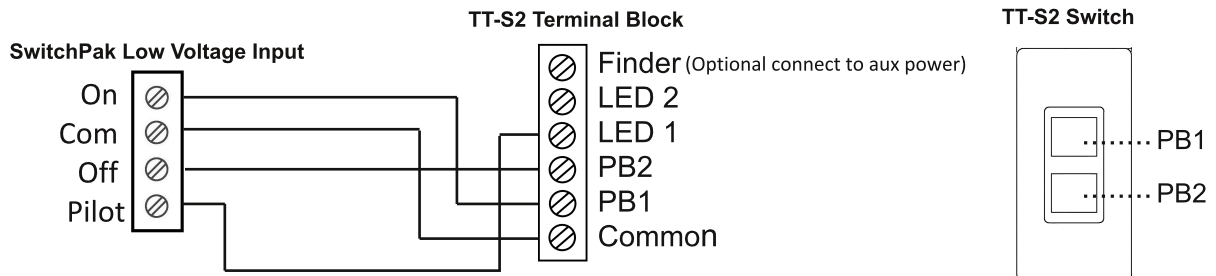 TT-S2 Terminal Block
TT-S2 Switch
SwitchPak Low Voltage Input
On
Com
Off
Pilot
Finder (Optional connect to aux power)
LED 2
LED 1
PB2
PB1
Common
PB1
PB2